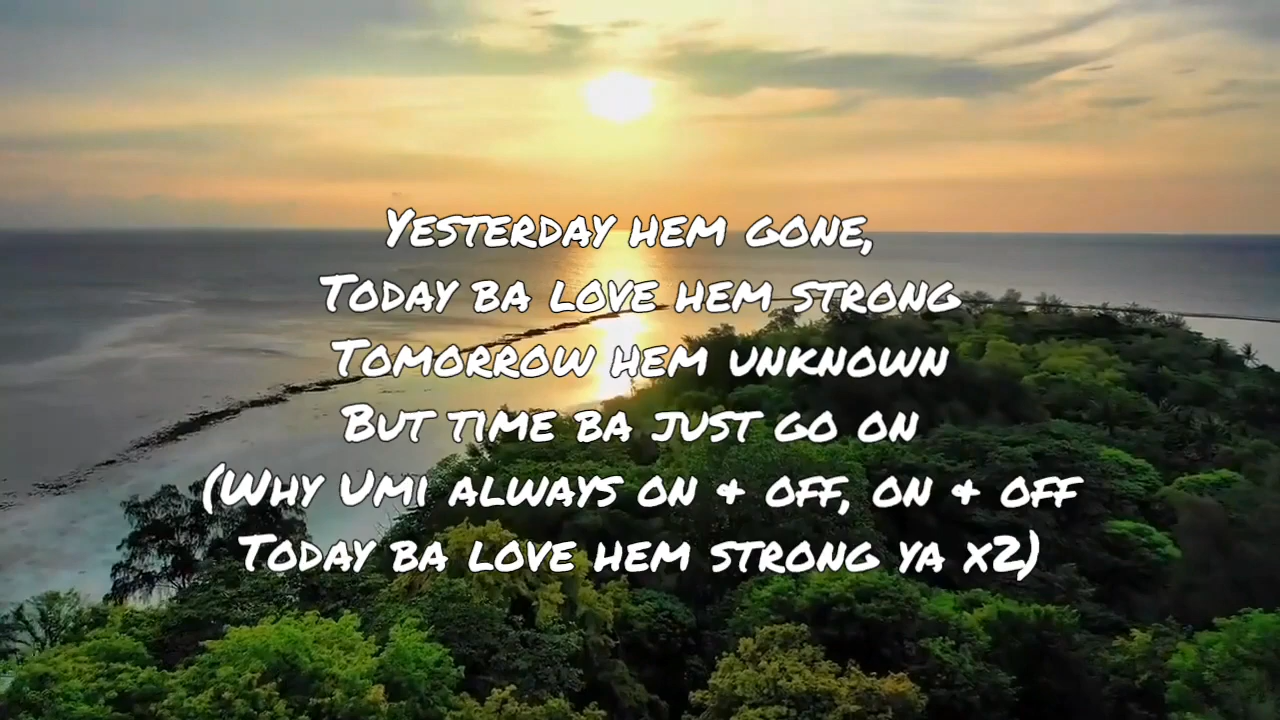 Yesterday hem gone,
Today ba love hem strong
Tomorrow hem unknown
But time ba just go on
(Why Umi always on & off, on & off
Today ba love hem strong ya x2)